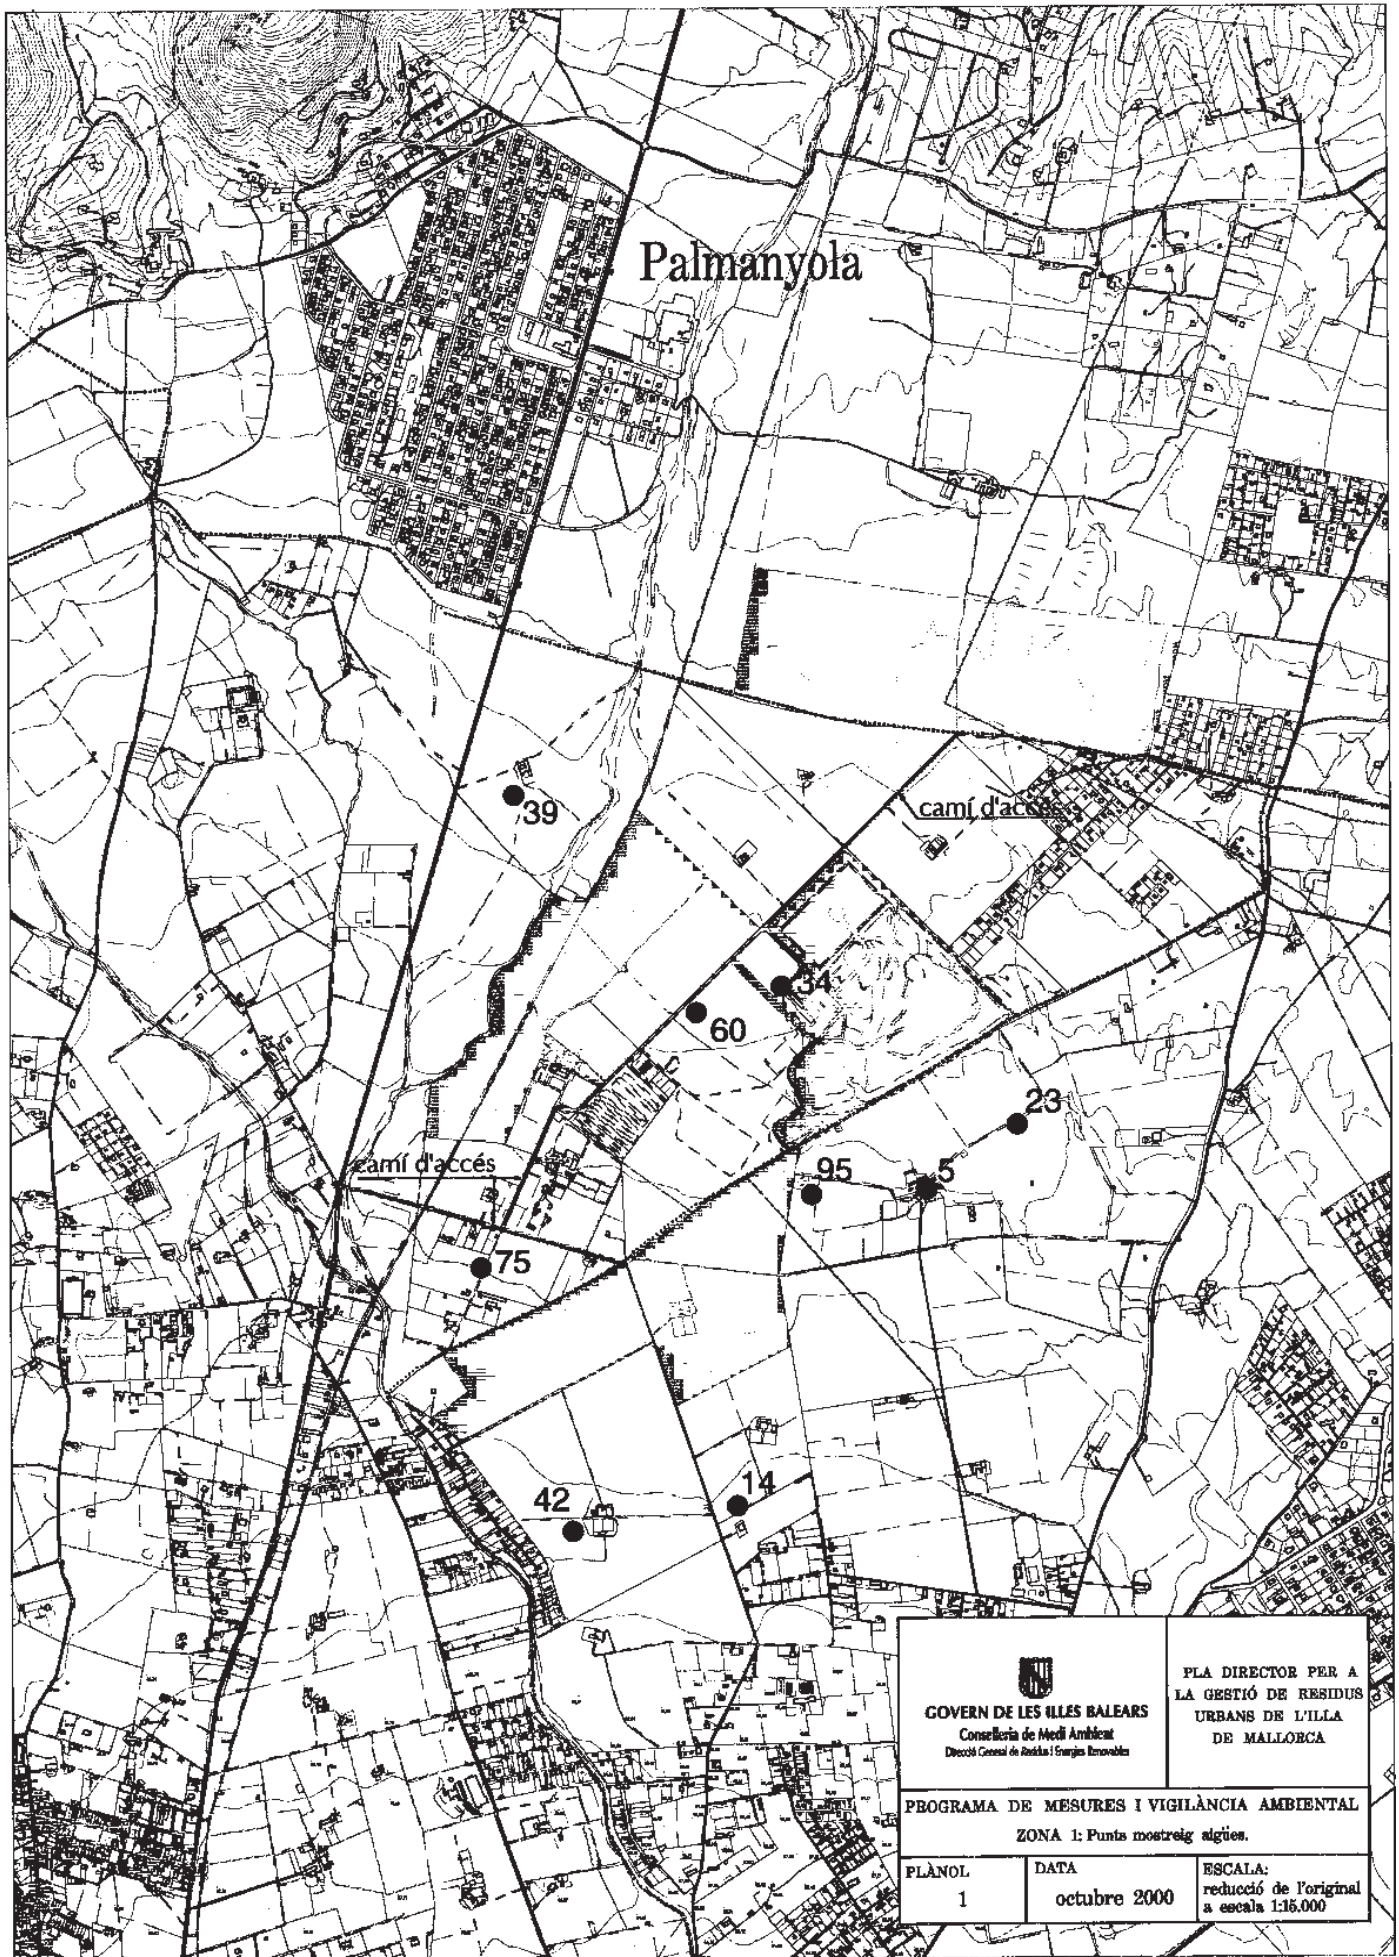 Palmanyola
39
camí d'accés
34
60
23
camí d'accés
95
5
75
42
14
GOVERN DE LES ILLES BALEARS
Conselleria de Medi Ambient
Direcció General de Residus i Energies Renovables
PLA DIRECTOR PER A
LA GESTIÓ DE RESIDUS
URBANS DE L'ILLA
DE MALLORCA
PROGRAMA DE MESURES I VIGILÀNCIA AMBIENTAL
ZONA 1: Punts mostreig aigües.
PLÀNOL
1
DATA
octubre 2000
ESCALA:
reducció de l'original
a escala 1:15.000